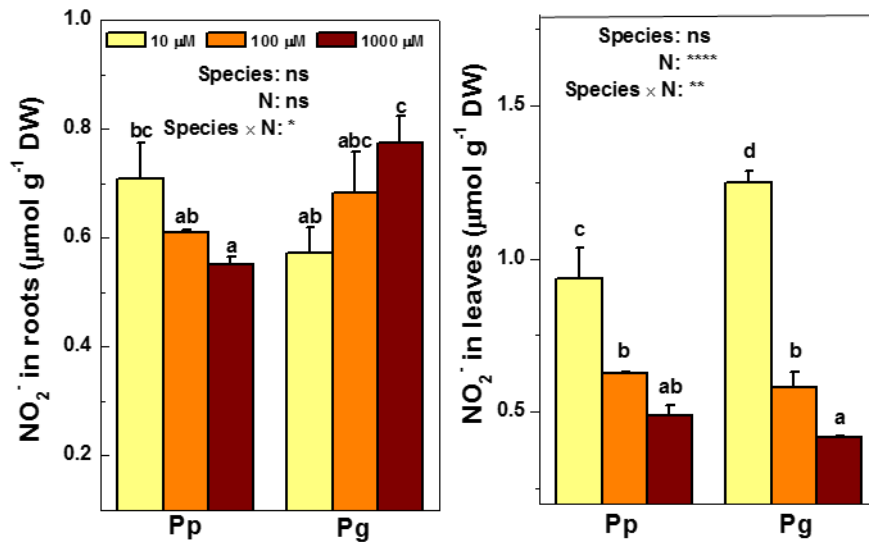 NO₂⁻ in roots (μmol g⁻¹ DW)
1.0
0.8
0.6
0.4
0.2
10 μM 100 μM 1000 μM
Species: ns
N: ns
Species × N: *
bc
ab
a
ab
abc
c
Pp Pg
NO₂⁻ in leaves (μmol g⁻¹ DW)
1.5
1.0
0.5
Species: ns
N: ****
Species × N: **
c
b
ab
d
b
a
Pp Pg